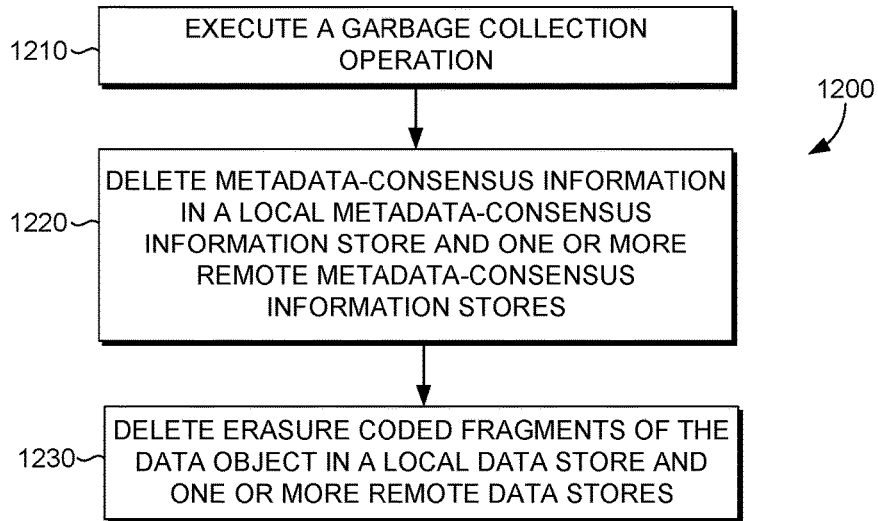 1210
EXECUTE A GARBAGE COLLECTION
OPERATION
1200
1220
DELETE METADATA-CONSENSUS INFORMATION
IN A LOCAL METADATA-CONSENSUS
INFORMATION STORE AND ONE OR MORE
REMOTE METADATA-CONSENSUS
INFORMATION STORES
1230
DELETE ERASURE CODED FRAGMENTS OF THE
DATA OBJECT IN A LOCAL DATA STORE AND
ONE OR MORE REMOTE DATA STORES